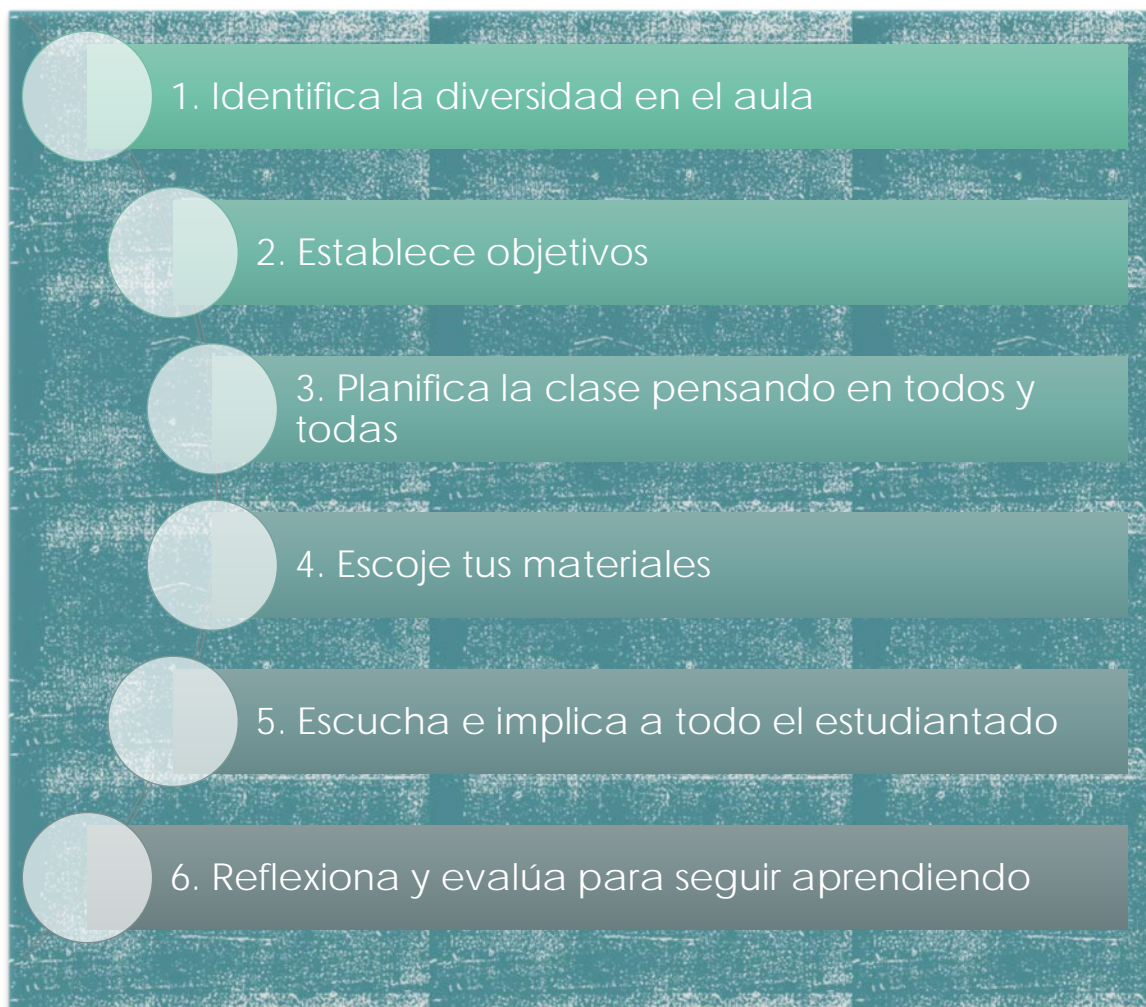 1. Identifica la diversidad en el aula
2. Establece objetivos
3. Planifica la clase pensando en todos y
todas
4. Escoje tus materiales
5. Escucha e implica a todo el estudiantado
6. Reflexiona y evalúa para seguir aprendiendo